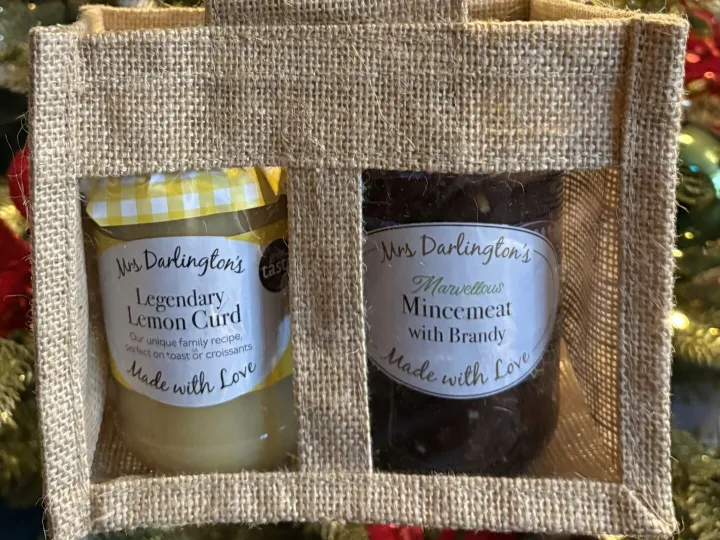 Mrs Darlington's
Legendary
Lemon Curd
Our unique family recipe,
perfect on toast or croissants
Made with Love
Mrs Darlington's
Marvellous
Mincemeat
with Brandy
Made with Love